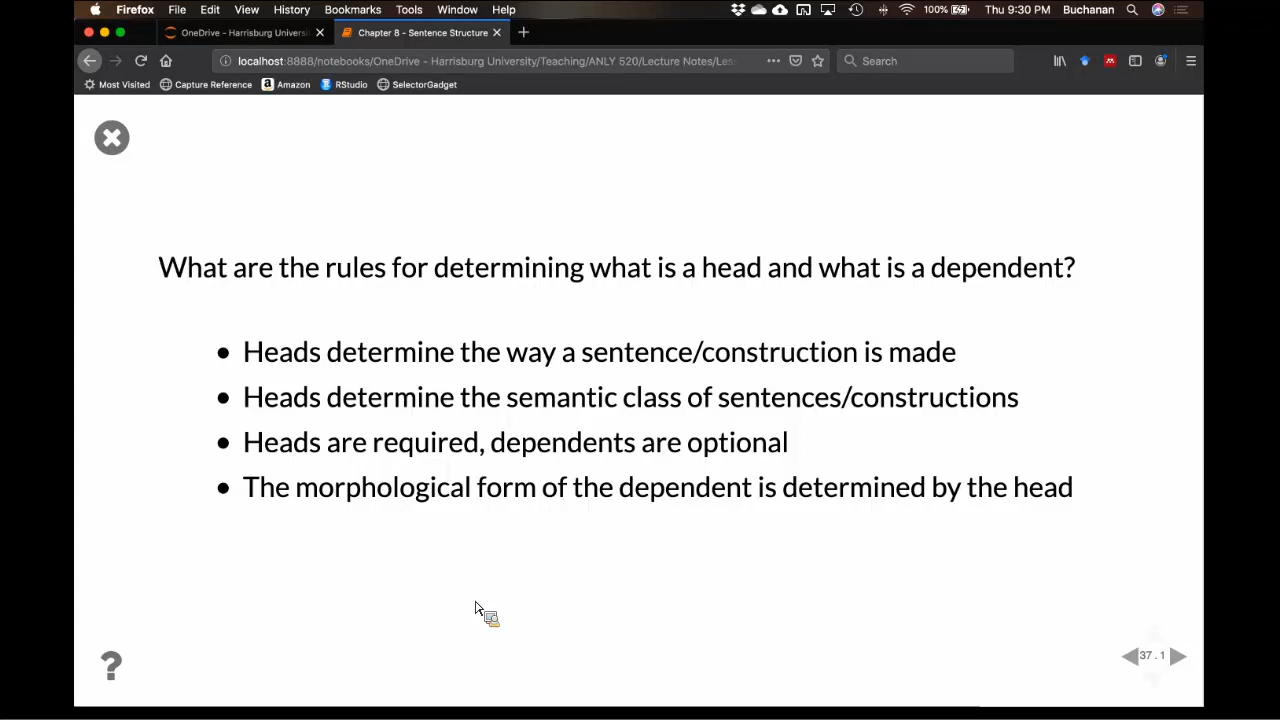 Firefox File Edit View History Bookmarks Tools Window Help 100% Thu 9:30 PM Buchanan
OneDrive - Harrisburg Universi Chapter 8 - Sentence Structure
localhost:8888/notebooks/OneDrive - Harrisburg University/Teaching/ANLY 520/Lecture Notes/Les Search
Most Visited Capture Reference Amazon RStudio SelectorGadget
What are the rules for determining what is a head and what is a dependent?
• Heads determine the way a sentence/construction is made
• Heads determine the semantic class of sentences/constructions
• Heads are required, dependents are optional
• The morphological form of the dependent is determined by the head
?
37.1